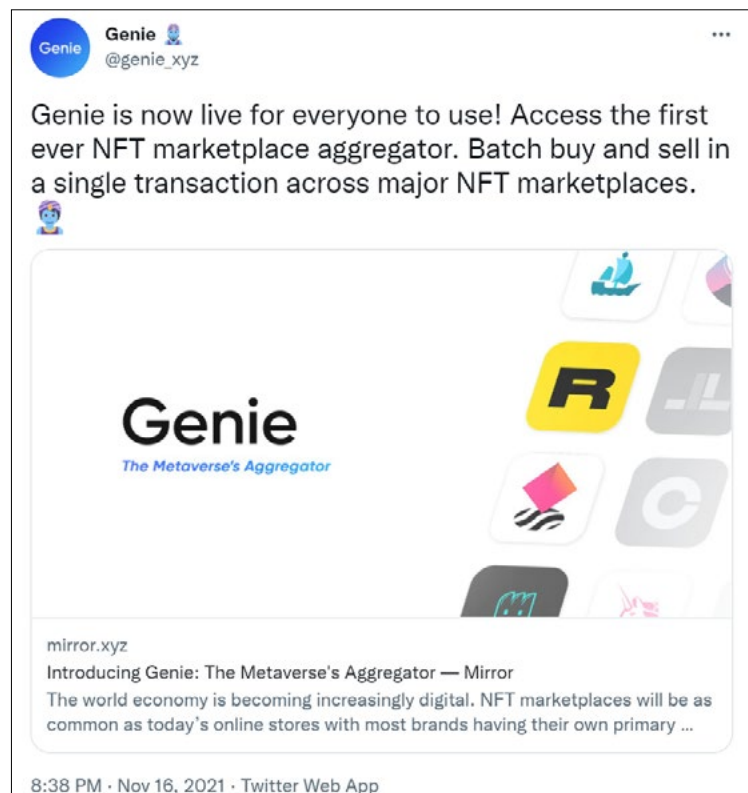 Genie
Genie
@genie_xyz
Genie is now live for everyone to use! Access the first
ever NFT marketplace aggregator. Batch buy and sell in
a single transaction across major NFT marketplaces.
Genie
The Metaverse's Aggregator
R
C
mirror.xyz
Introducing Genie: The Metaverse's Aggregator — Mirror
The world economy is becoming increasingly digital. NFT marketplaces will be as
common as today's online stores with most brands having their own primary ...
8:38 PM · Nov 16, 2021 · Twitter Web App